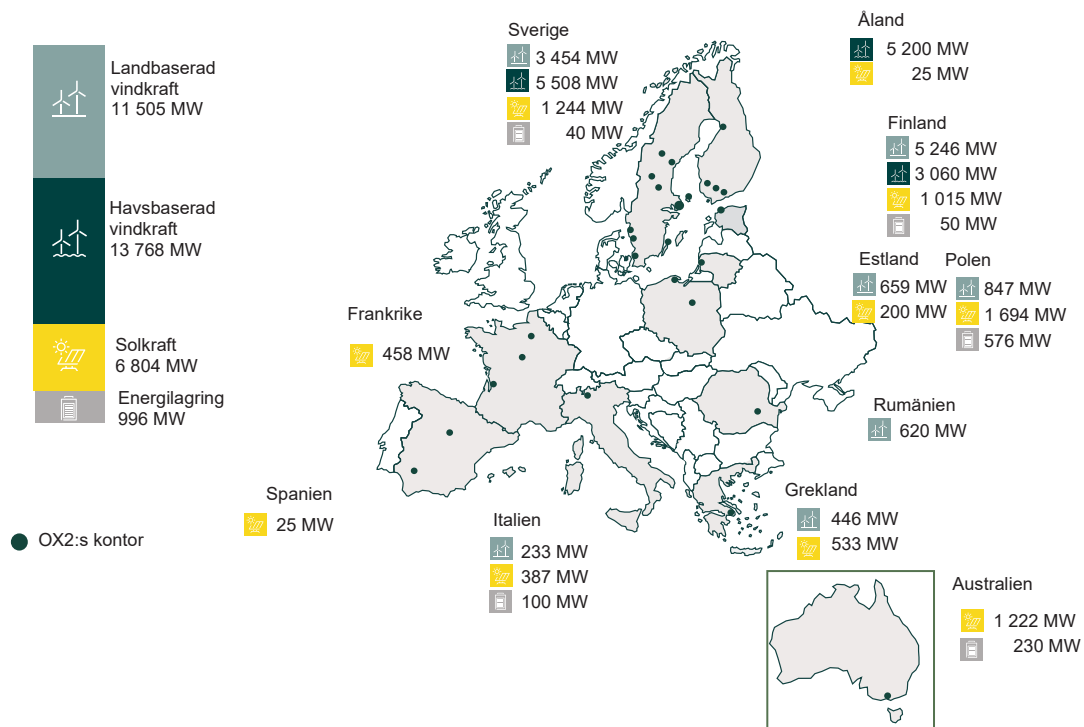 Landbaserad
vindkraft
11 505 MW
Havsbaserad
vindkraft
13 768 MW
Solkraft
6 804 MW
Energilagring
996 MW
OX2:s kontor
Sverige
3 454 MW
5 508 MW
1 244 MW
40 MW
Åland
5 200 MW
25 MW
Finland
5 246 MW
3 060 MW
1 015 MW
50 MW
Estland
659 MW
200 MW
Polen
847 MW
1 694 MW
576 MW
Frankrike
458 MW
Rumänien
620 MW
Spanien
25 MW
Italien
233 MW
387 MW
100 MW
Grekland
446 MW
533 MW
Australien
1 222 MW
230 MW